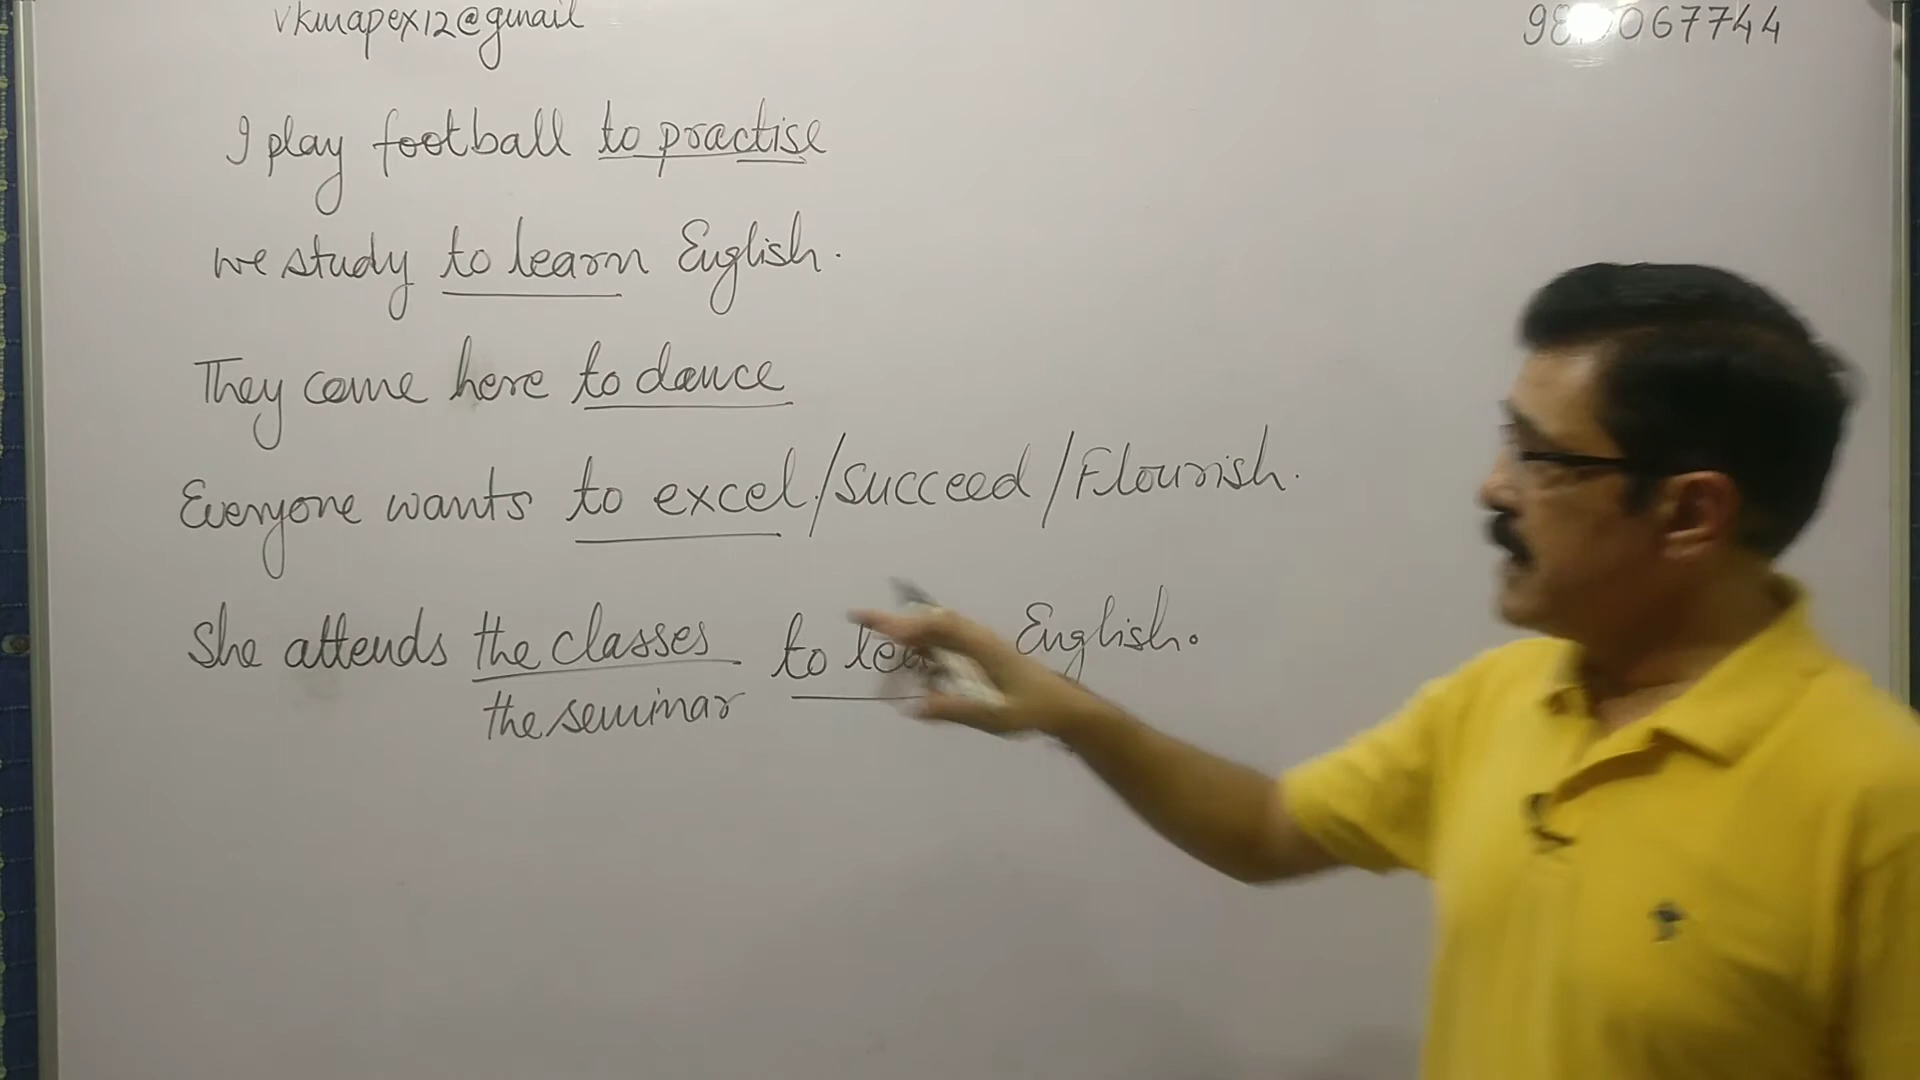 vkmapex12@gmail
I play football to practise
we study to learn English.
They come here to dance
Everyone wants to excel./succeed/Flourish.
She attends the classes to English.
the seminar